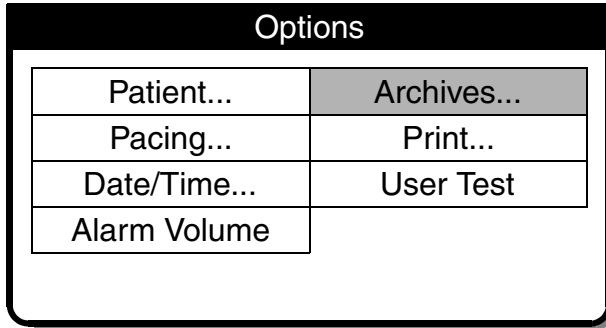 Options
Patient... Archives...
Pacing... Print...
Date/Time... User Test
Alarm Volume